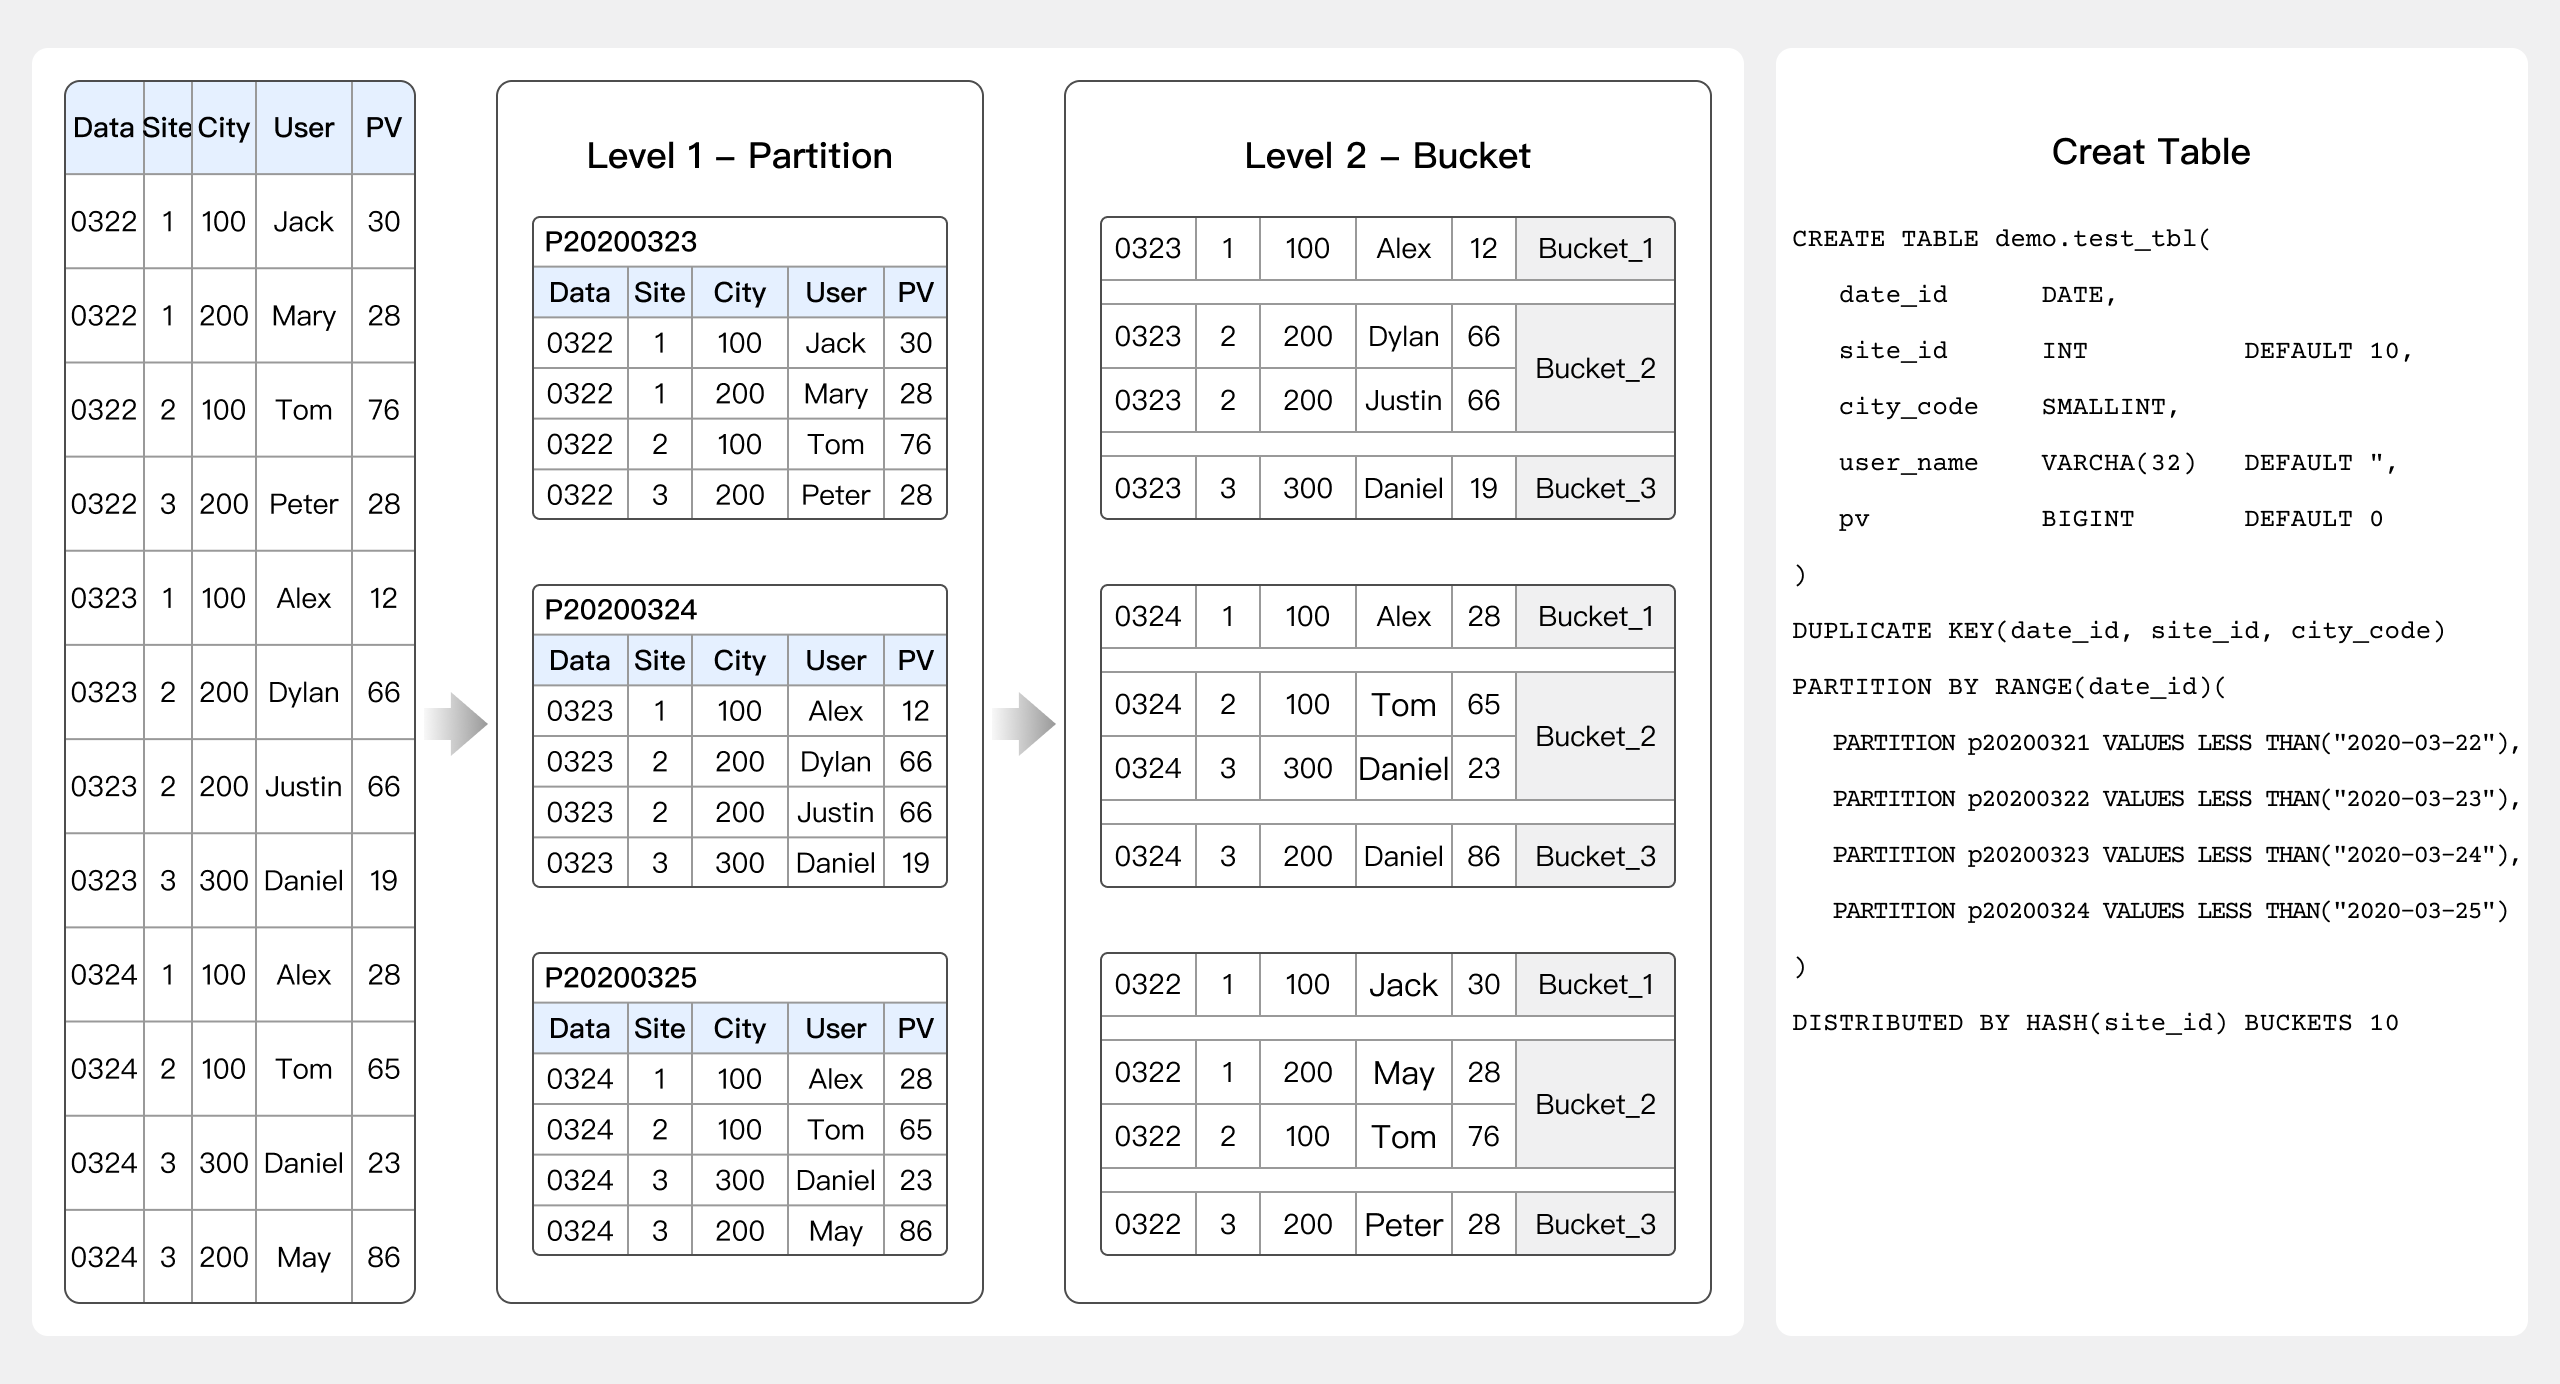 Data Site City User PV
0322 1 100 Jack 30
0322 1 200 Mary 28
0322 2 100 Tom 76
0322 3 200 Peter 28
0323 1 100 Alex 12
0323 2 200 Dylan 66
0323 2 200 Justin 66
0323 3 300 Daniel 19
0324 1 100 Alex 28
0324 2 100 Tom 65
0324 3 300 Daniel 23
0324 3 200 May 86
Level 1 – Partition
P20200323
Data Site City User PV
0322 1 100 Jack 30
0322 1 200 Mary 28
0322 2 100 Tom 76
0322 3 200 Peter 28
P20200324
Data Site City User PV
0323 1 100 Alex 12
0323 2 200 Dylan 66
0323 2 200 Justin 66
0323 3 300 Daniel 19
P20200325
Data Site City User PV
0324 1 100 Alex 28
0324 2 100 Tom 65
0324 3 300 Daniel 23
0324 3 200 May 86
Level 2 – Bucket
0323 1 100 Alex 12 Bucket_1
0323 2 200 Dylan 66
Bucket_2
0323 2 200 Justin 66
0323 3 300 Daniel 19 Bucket_3
0324 1 100 Alex 28 Bucket_1
0324 2 100 Tom 65
Bucket_2
0324 3 300 Daniel 23
0324 3 200 Daniel 86 Bucket_3
0322 1 100 Jack 30 Bucket_1
0322 1 200 May 28
Bucket_2
0322 2 100 Tom 76
0322 3 200 Peter 28 Bucket_3
Creat Table
CREATE TABLE demo.test_tbl(
date_id DATE,
site_id INT DEFAULT 10,
city_code SMALLINT,
user_name VARCHA(32) DEFAULT ",
pv BIGINT DEFAULT 0
)
DUPLICATE KEY(date_id, site_id, city_code)
PARTITION BY RANGE(date_id)(
PARTITION p20200321 VALUES LESS THAN("2020-03-22"),
PARTITION p20200322 VALUES LESS THAN("2020-03-23"),
PARTITION p20200323 VALUES LESS THAN("2020-03-24"),
PARTITION p20200324 VALUES LESS THAN("2020-03-25")
)
DISTRIBUTED BY HASH(site_id) BUCKETS 10